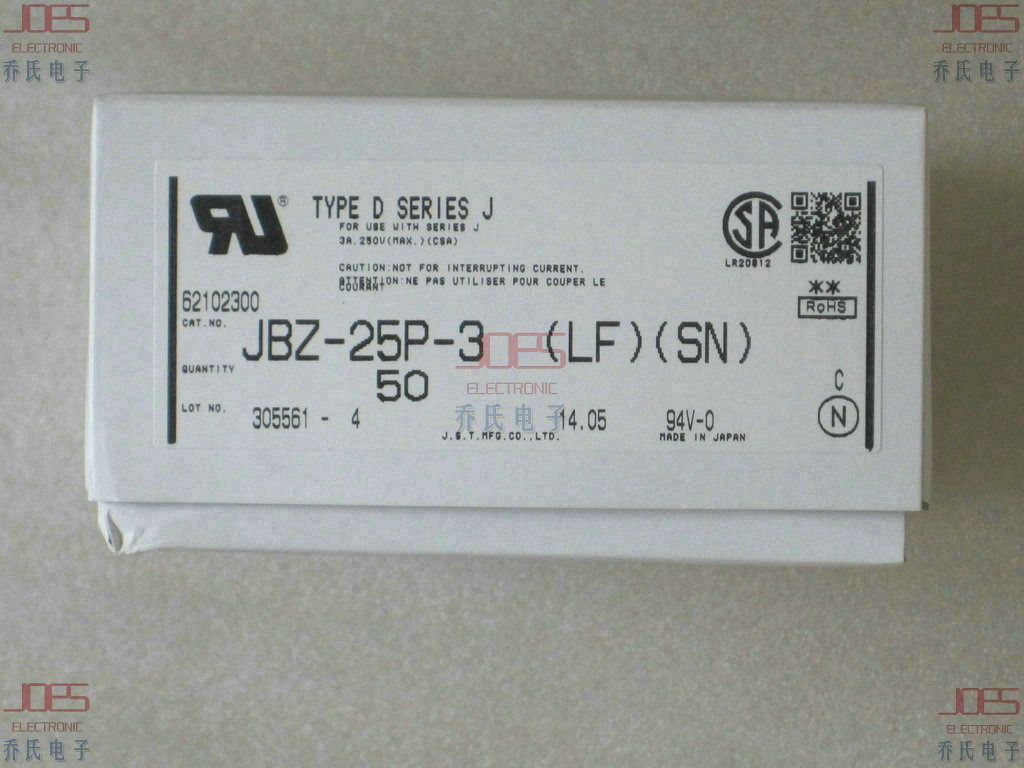 JOES
ELECTRONIC
乔氏电子
JOES
ELECTRONIC
乔氏电子
RU®
TYPE D SERIES J
FOR USE WITH SERIES J
3A.250V(MAX.)(CSA)
CAUTION:NOT FOR INTERRUPTING CURRENT.
ATTENTION:NE PAS UTILISER POUR COUPER LE
COURANT
SA
LR20812
**
RoHS
62102300
CAT.NO.
JBZ-25P-3 (LF)(SN)
QUANTITY
50
JOES
ELECTRONIC
乔氏电子
C
N
LOT NO.
305561 - 4
14.05
94V-0
J.S.T.MFG.CO.,LTD.
MADE IN JAPAN
JOES
ELECTRONIC
乔氏电子
JOES
ELECTRONIC
乔氏电子